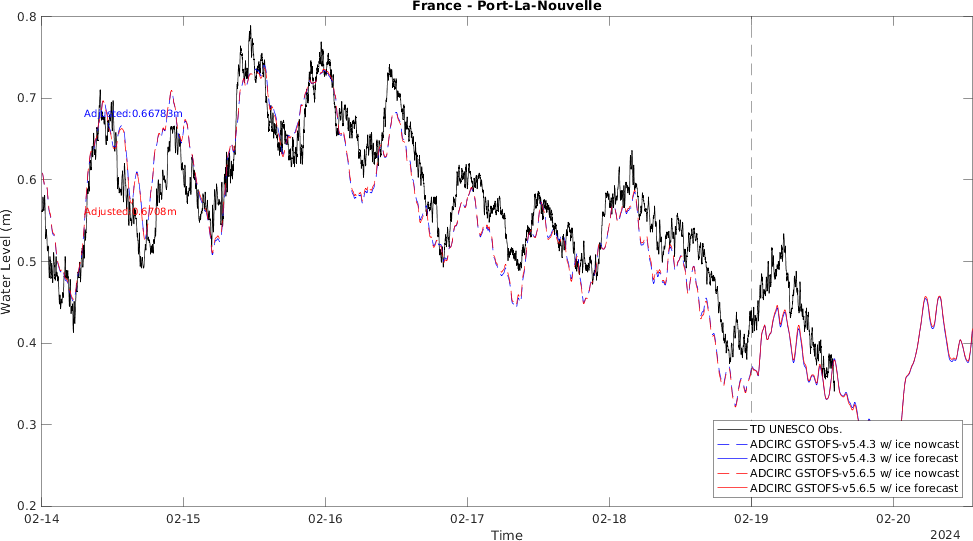 France - Port-La-Nouvelle
0.8
0.7
0.6
0.5
0.4
0.3
0.2
Water Level (m)
Adjusted:0.66783m
Adjusted:0.6708m
TD UNESCO Obs.
ADCIRC GSTOFS-v5.4.3 w/ ice nowcast
ADCIRC GSTOFS-v5.4.3 w/ ice forecast
ADCIRC GSTOFS-v5.6.5 w/ ice nowcast
ADCIRC GSTOFS-v5.6.5 w/ ice forecast
02-14 02-15 02-16 02-17 02-18 02-19 02-20
Time
2024